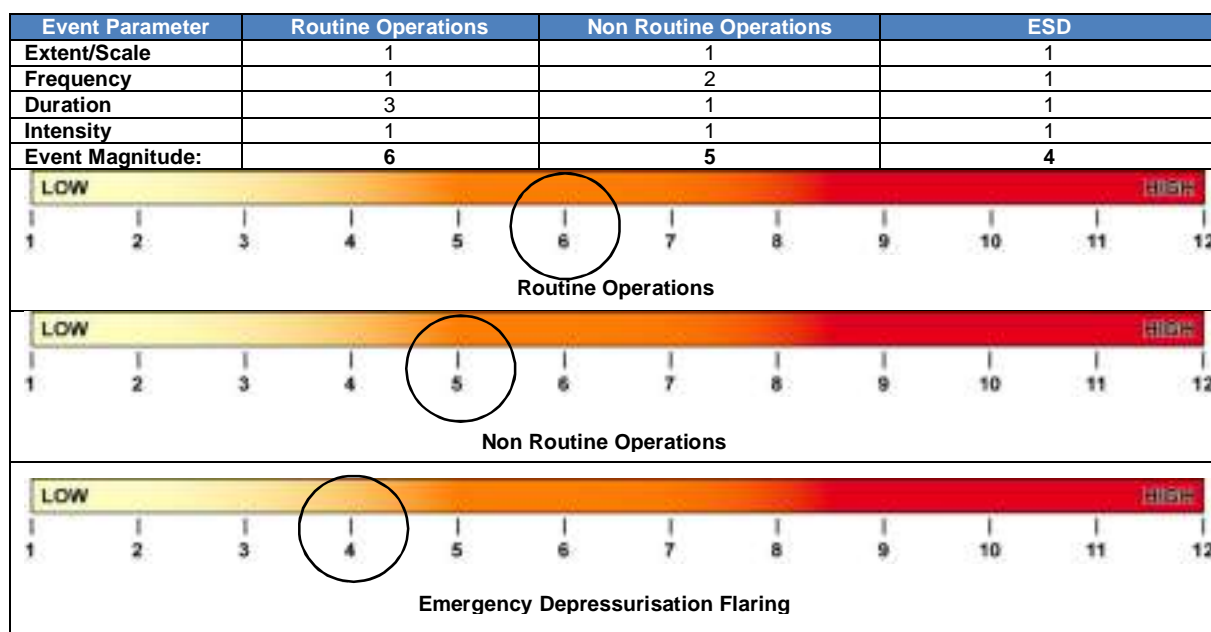 Event Parameter Routine Operations Non Routine Operations ESD
Extent/Scale 1 1 1
Frequency 1 2 1
Duration 3 1 1
Intensity 1 1 1
Event Magnitude: 6 5 4
LOW HIGH
1 2 3 4 5 6 7 8 9 10 11 12
Routine Operations
LOW HIGH
1 2 3 4 5 6 7 8 9 10 11 12
Non Routine Operations
LOW HIGH
1 2 3 4 5 6 7 8 9 10 11 12
Emergency Depressurisation Flaring